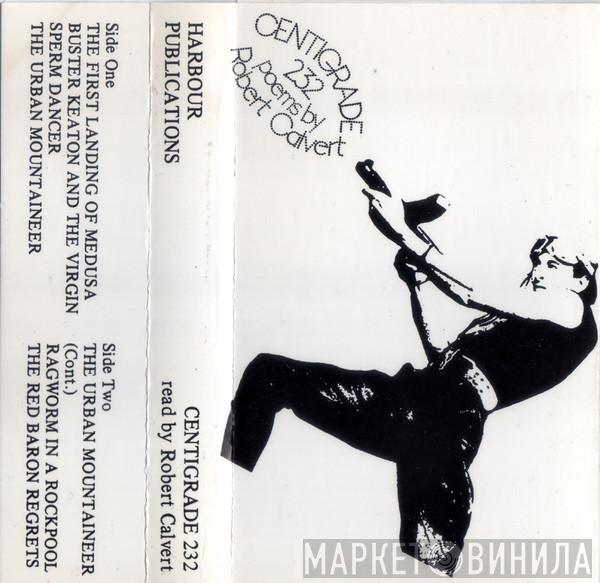 CENTIGRADE
232
poems by
Robert Calvert
HARBOUR
PUBLICATIONS
CENTIGRADE 232
read by Robert Calvert
Side One
THE FIRST LANDING OF MEDUSA
BUSTER KEATON AND THE VIRGIN
SPERM DANCER
THE URBAN MOUNTAINEER
Side Two
THE URBAN MOUNTAINEER
(Cont.)
RAGWORM IN A ROCKPOOL
THE RED BARON REGRETS
МАРКЕТ ВИНИЛА